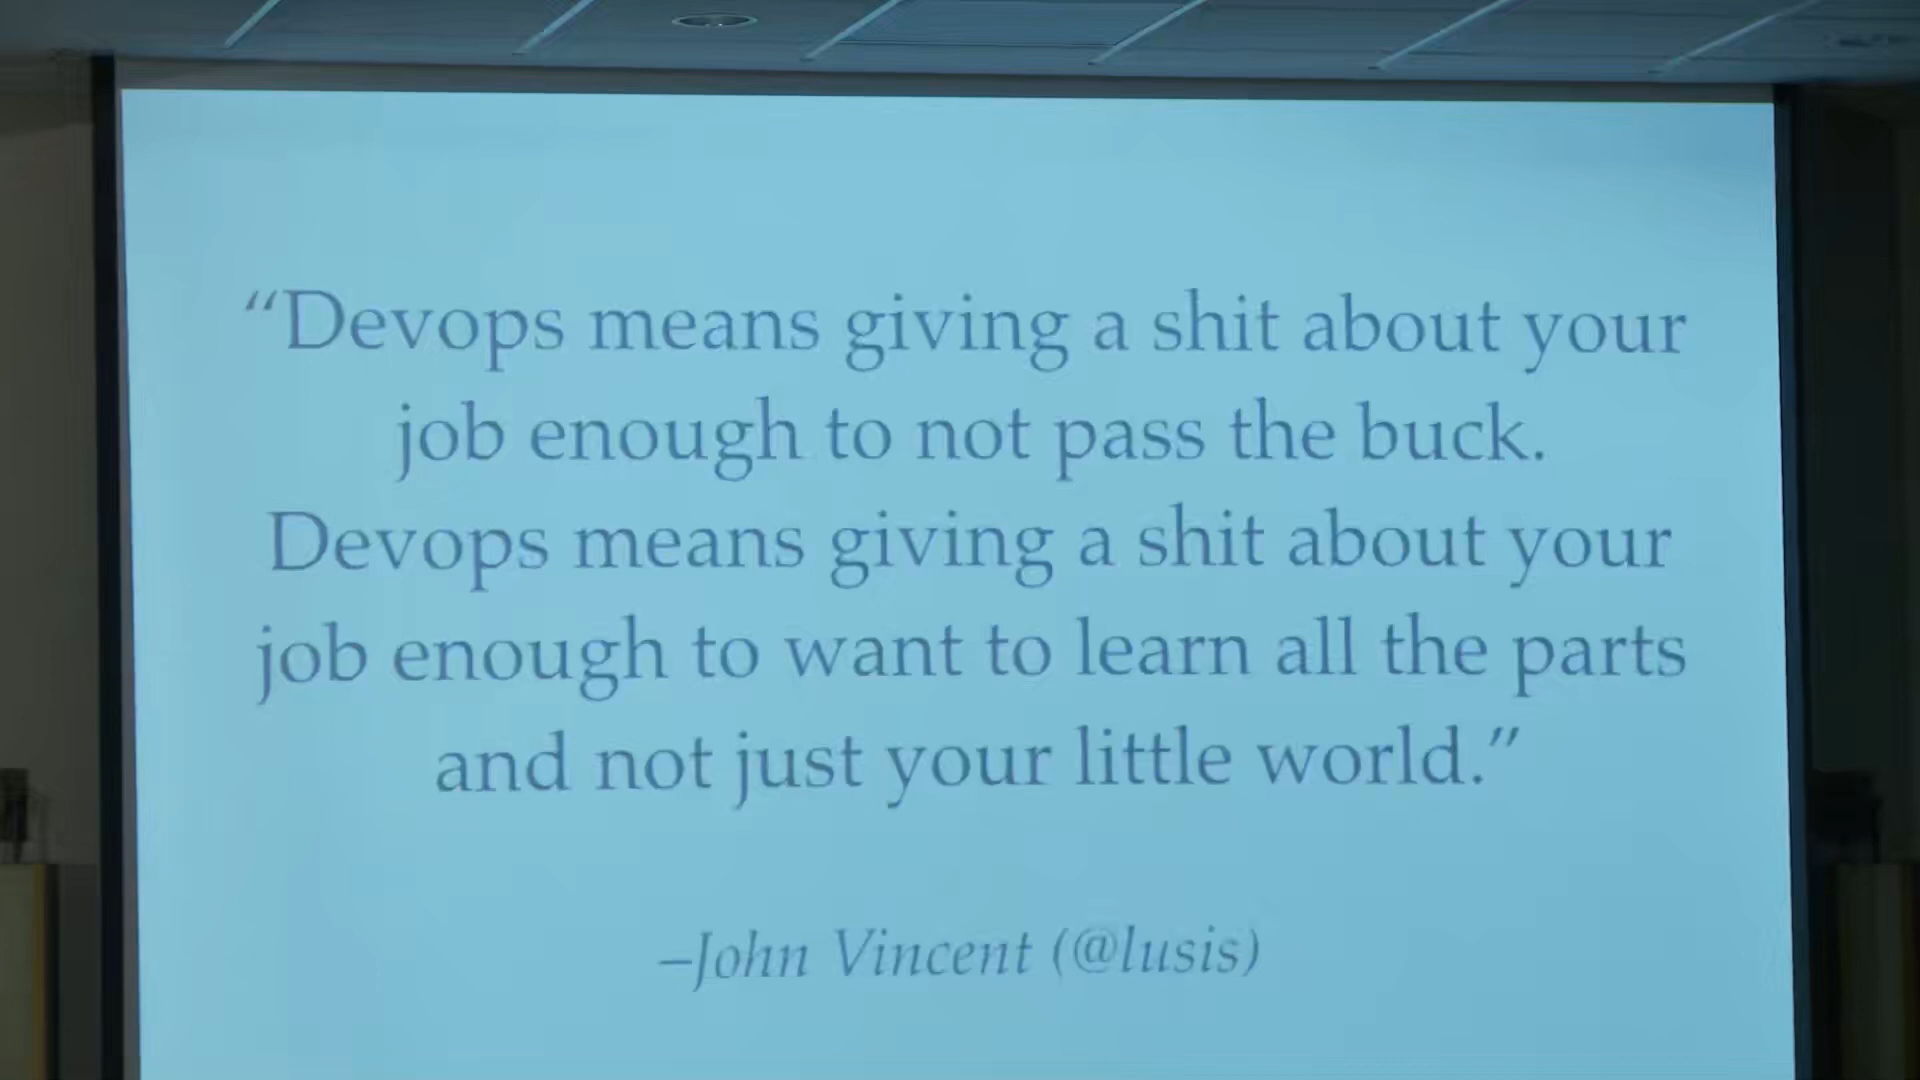 “Devops means giving a shit about your
job enough to not pass the buck.
Devops means giving a shit about your
job enough to want to learn all the parts
and not just your little world.”
–John Vincent (@lusis)